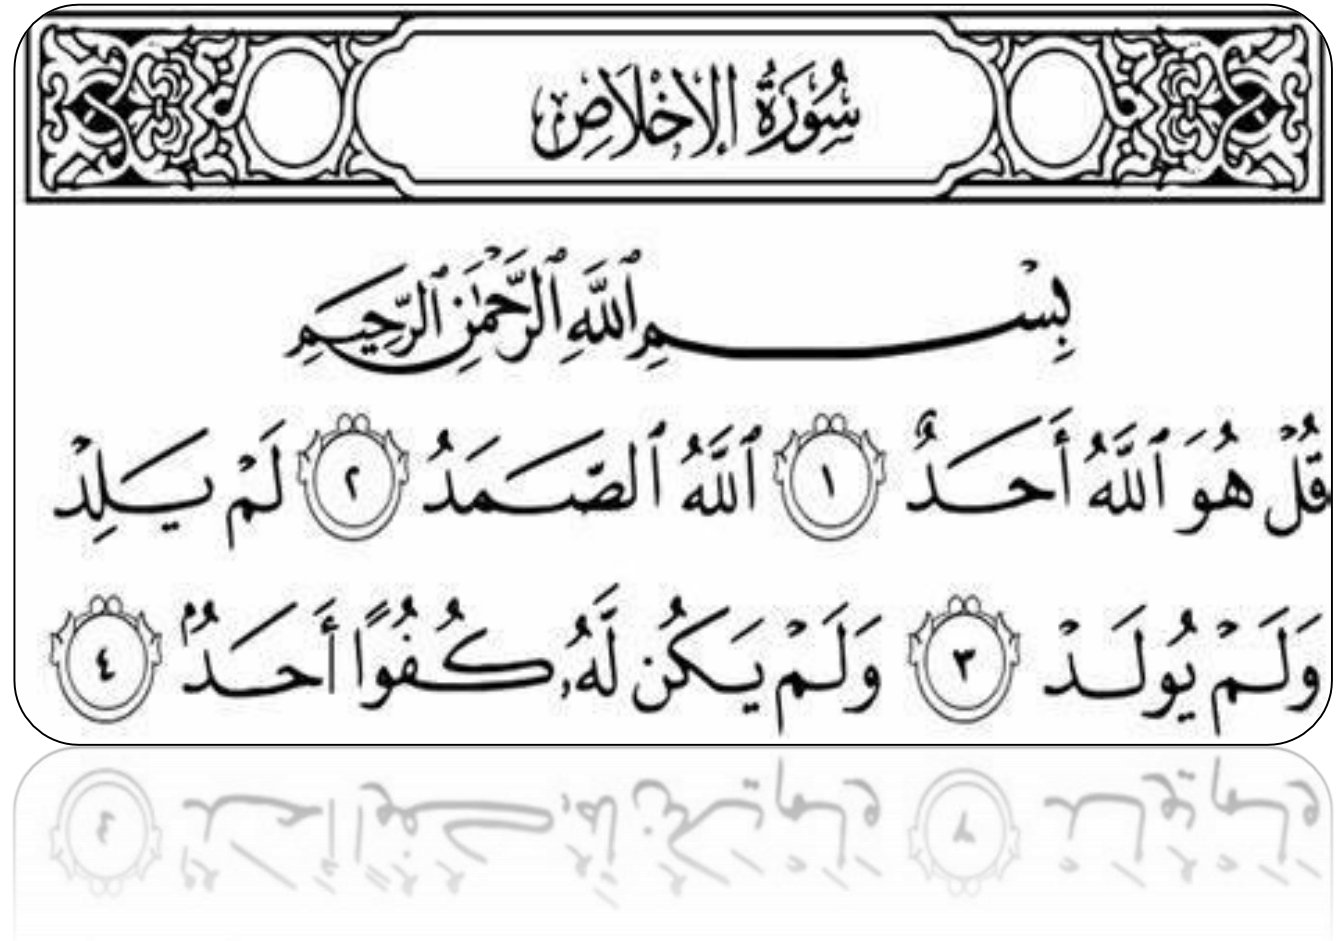 سُورَةُ الإِخْلَاصِ
بِسْمِ ٱللَّهِ ٱلرَّحْمَٰنِ ٱلرَّحِيمِ
قُلْ هُوَ ٱللَّهُ أَحَدٌ ١ ٱللَّهُ ٱلصَّمَدُ ٢ لَمْ يَلِدْ
وَلَمْ يُولَدْ ٣ وَلَمْ يَكُن لَّهُۥ كُفُوًا أَحَدٌۢ ٤